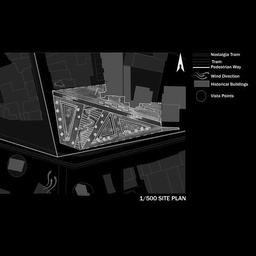 Nostalgia Tram
Tram
Pedestrian Way
Wind Direction
Historical Buildings
Vista Points
1/500 SITE PLAN